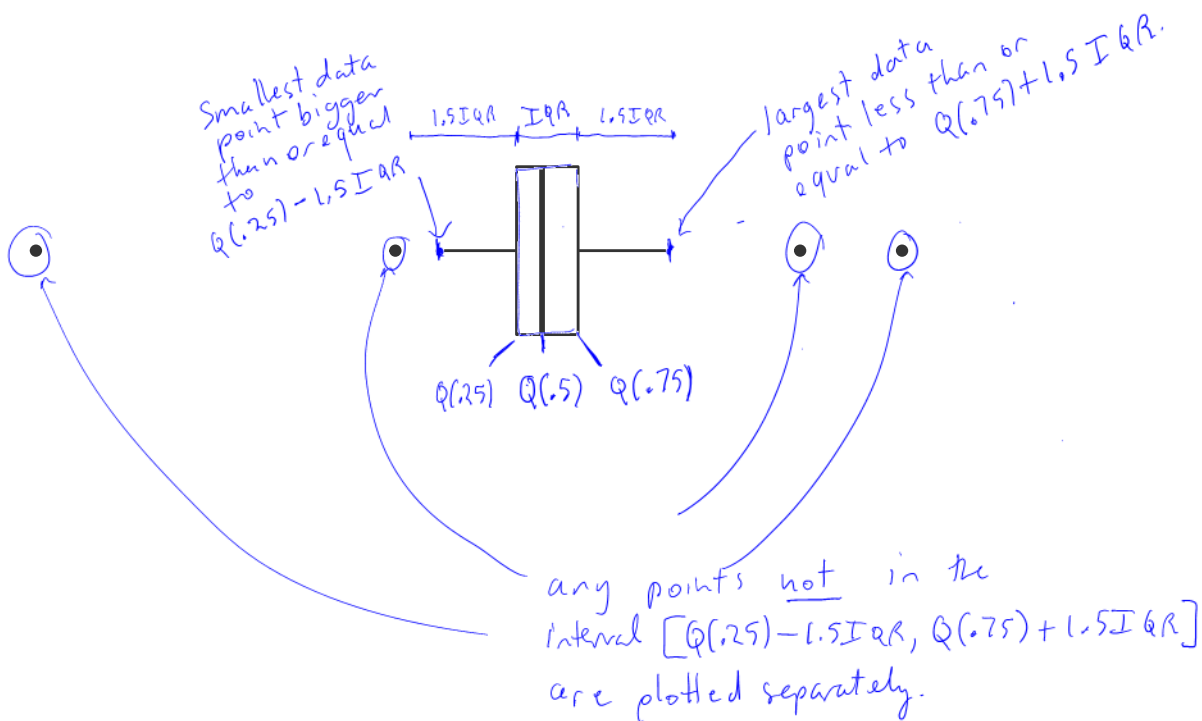 Smallest data
point bigger
than or equal
to
Q(.25)-1.5IQR
1.5IQR IQR 1.5IQR
largest data
point less than or
equal to Q(.75)+1.5IQR.
Q(.25) Q(.5) Q(.75)
any points not in the
interval [Q(.25)-1.5IQR, Q(.75)+1.5IQR]
are plotted separately.